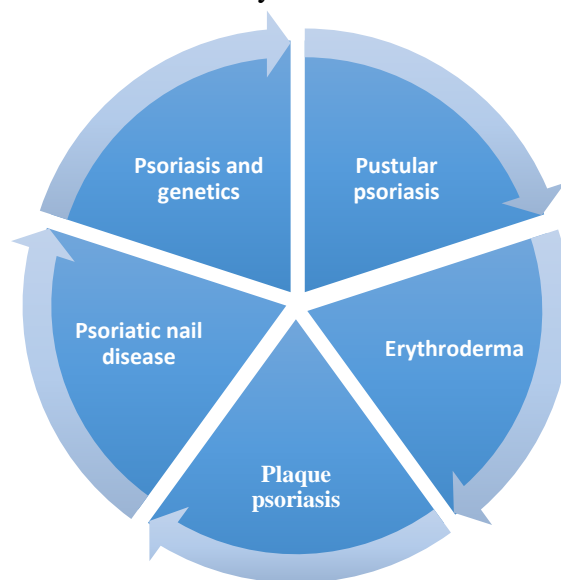 Psoriasis and
genetics
Pustular
psoriasis
Erythroderma
Plaque
psoriasis
Psoriatic nail
disease